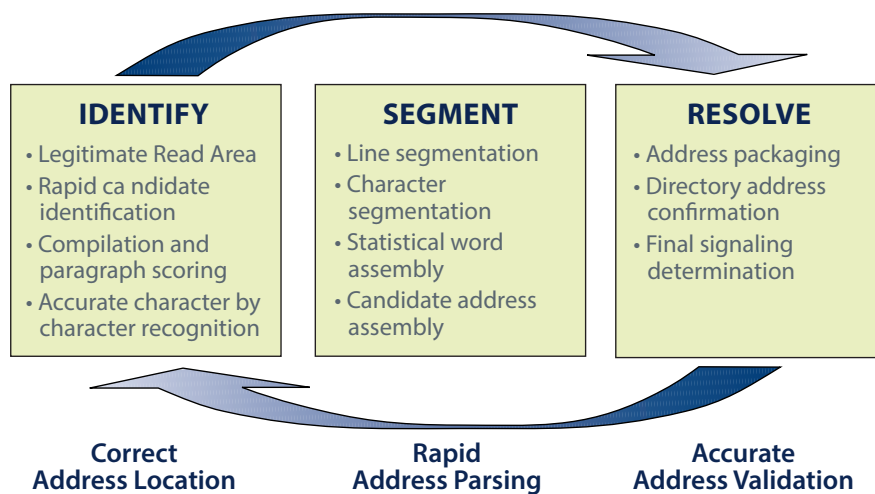 IDENTIFY
• Legitimate Read Area
• Rapid ca ndidate
identification
• Compilation and
paragraph scoring
• Accurate character by
character recognition
SEGMENT
• Line segmentation
• Character
segmentation
• Statistical word
assembly
• Candidate address
assembly
RESOLVE
• Address packaging
• Directory address
confirmation
• Final signaling
determination
Correct
Address Location
Rapid
Address Parsing
Accurate
Address Validation